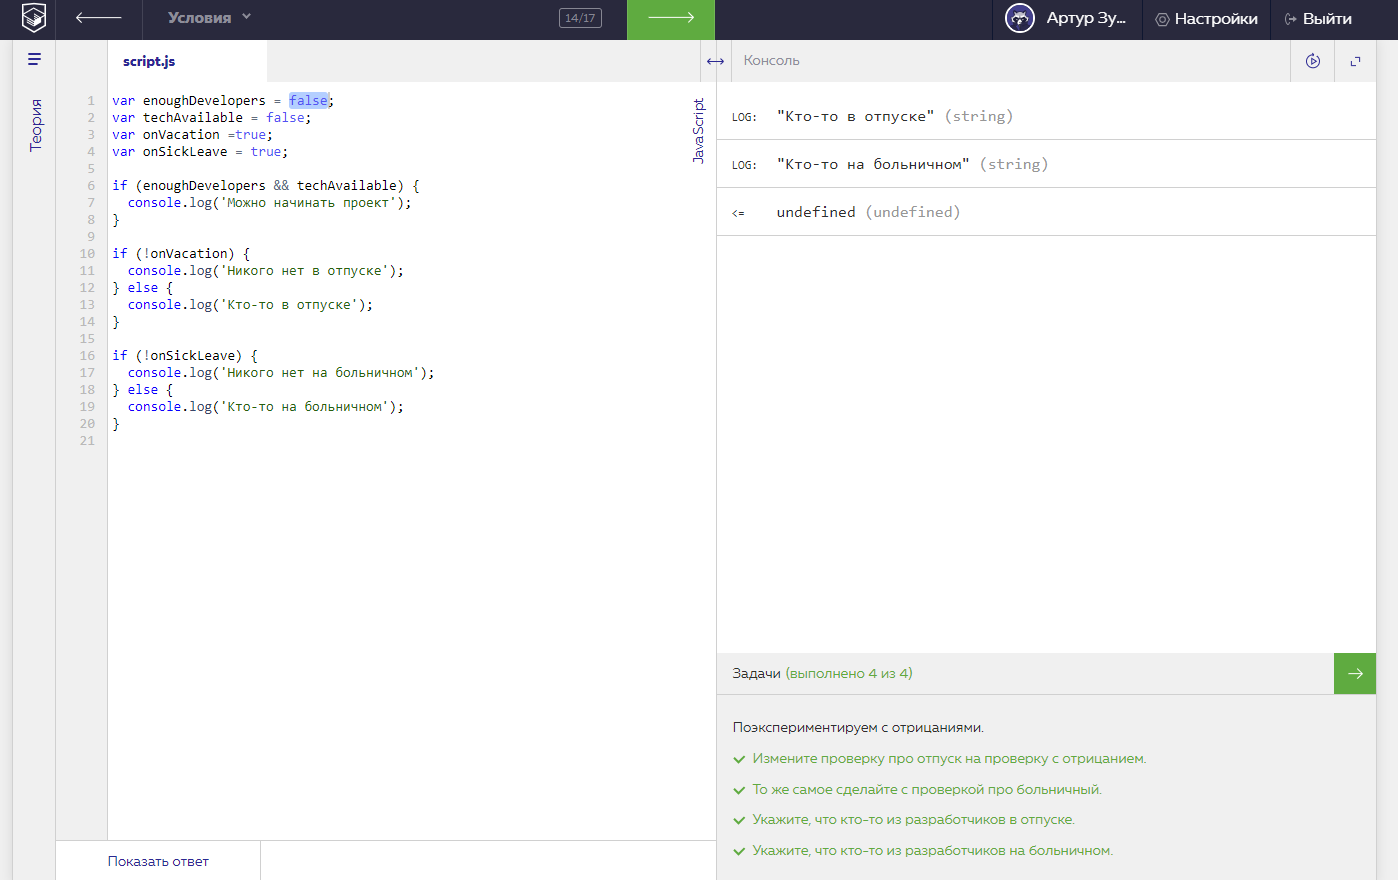 Условия
14/17
Артур Зу...
Настройки
Выйти
Теория
script.js
JavaScript
1 var enoughDevelopers = false;
2 var techAvailable = false;
3 var onVacation =true;
4 var onSickLeave = true;
5
6 if (enoughDevelopers && techAvailable) {
7 console.log('Можно начинать проект');
8 }
9
10 if (!onVacation) {
11 console.log('Никого нет в отпуске');
12 } else {
13 console.log('Кто-то в отпуске');
14 }
15
16 if (!onSickLeave) {
17 console.log('Никого нет на больничном');
18 } else {
19 console.log('Кто-то на больничном');
20 }
21
Показать ответ
Консоль
LOG: "Кто-то в отпуске" (string)
LOG: "Кто-то на больничном" (string)
<= undefined (undefined)
Задачи (выполнено 4 из 4)
Поэкспериментируем с отрицаниями.
Измените проверку про отпуск на проверку с отрицанием.
То же самое сделайте с проверкой про больничный.
Укажите, что кто-то из разработчиков в отпуске.
Укажите, что кто-то из разработчиков на больничном.